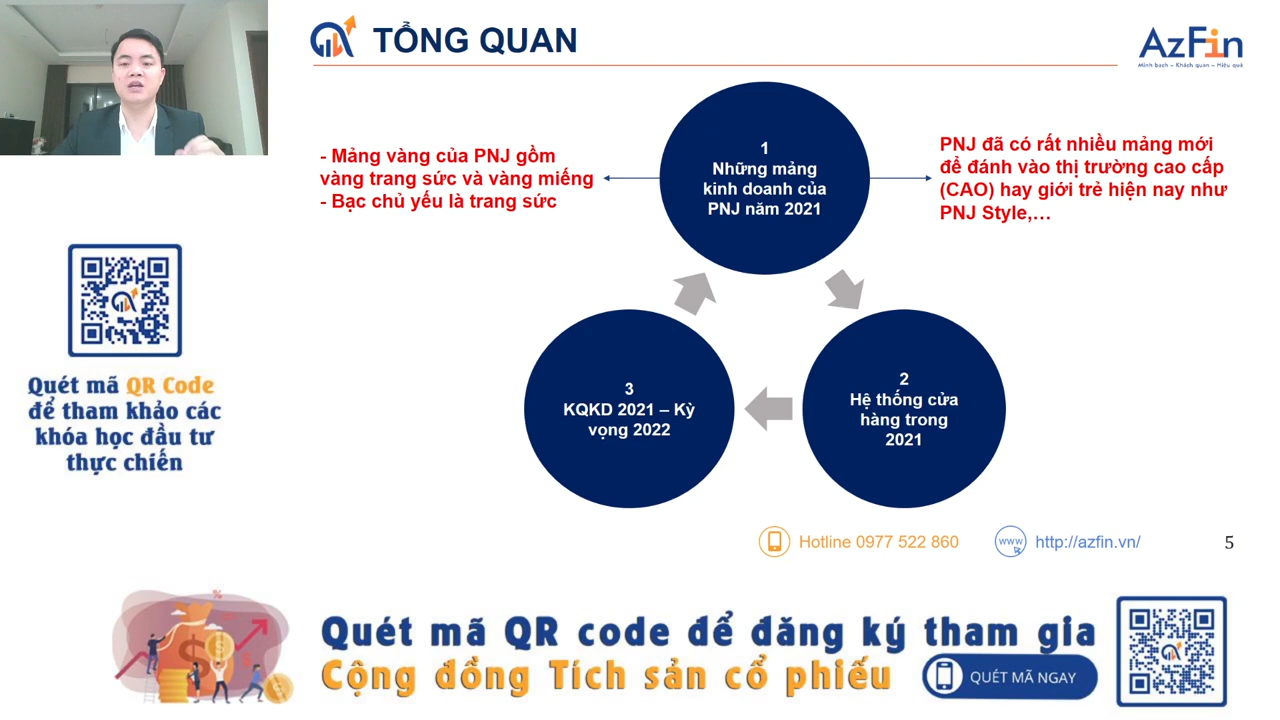 TỔNG QUAN
AzFin
Minh bạch – Khách quan – Hiệu quả
- Mảng vàng của PNJ gồm
vàng trang sức và vàng miếng
- Bạc chủ yếu là trang sức
1
Những mảng
kinh doanh của
PNJ năm 2021
PNJ đã có rất nhiều mảng mới
để đánh vào thị trường cao cấp
(CAO) hay giới trẻ hiện nay như
PNJ Style,...
2
Hệ thống cửa
hàng trong
2021
3
KQKD 2021 – Kỳ
vọng 2022
Quét mã QR Code
để tham khảo các
khóa học đầu tư
thực chiến
Hotline 0977 522 860
www
http://azfin.vn/
5
Quét mã QR code để đăng ký tham gia
Cộng đồng Tích sản cổ phiếu
QUÉT MÃ NGAY